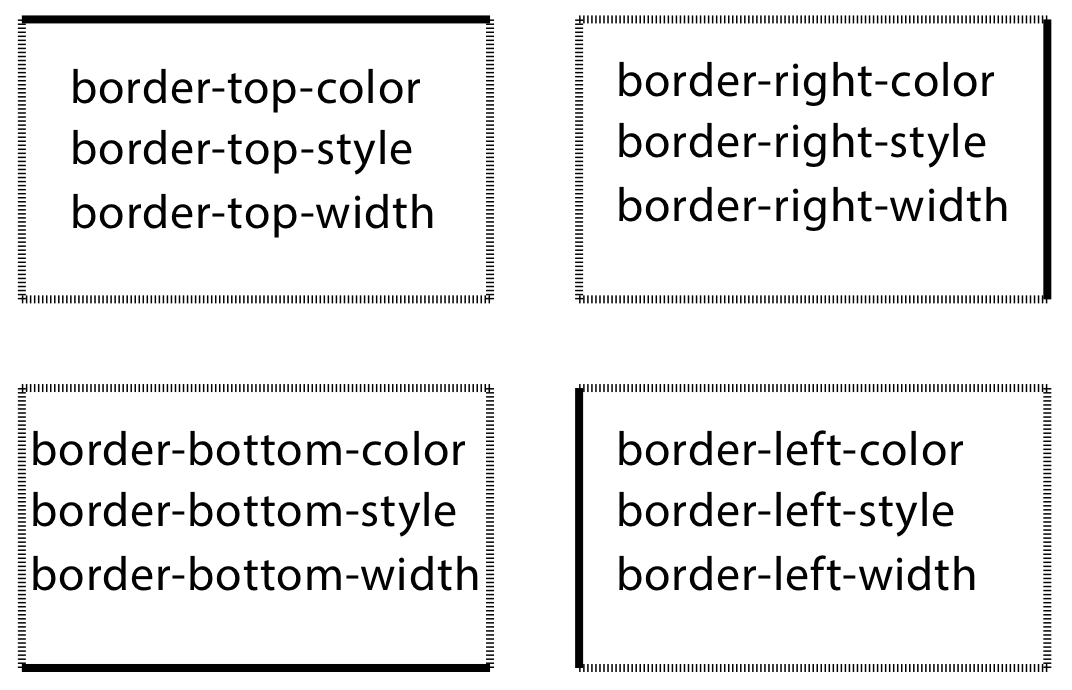 border-top-color
border-top-style
border-top-width
border-right-color
border-right-style
border-right-width
border-bottom-color
border-bottom-style
border-bottom-width
border-left-color
border-left-style
border-left-width